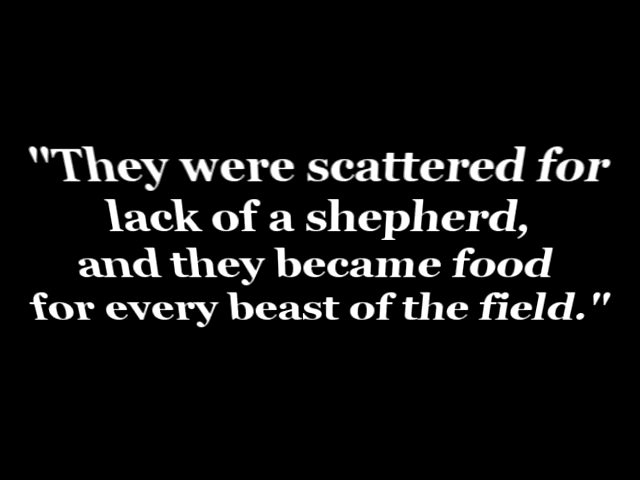 "They were scattered for
lack of a shepherd,
and they became food
for every beast of the field."